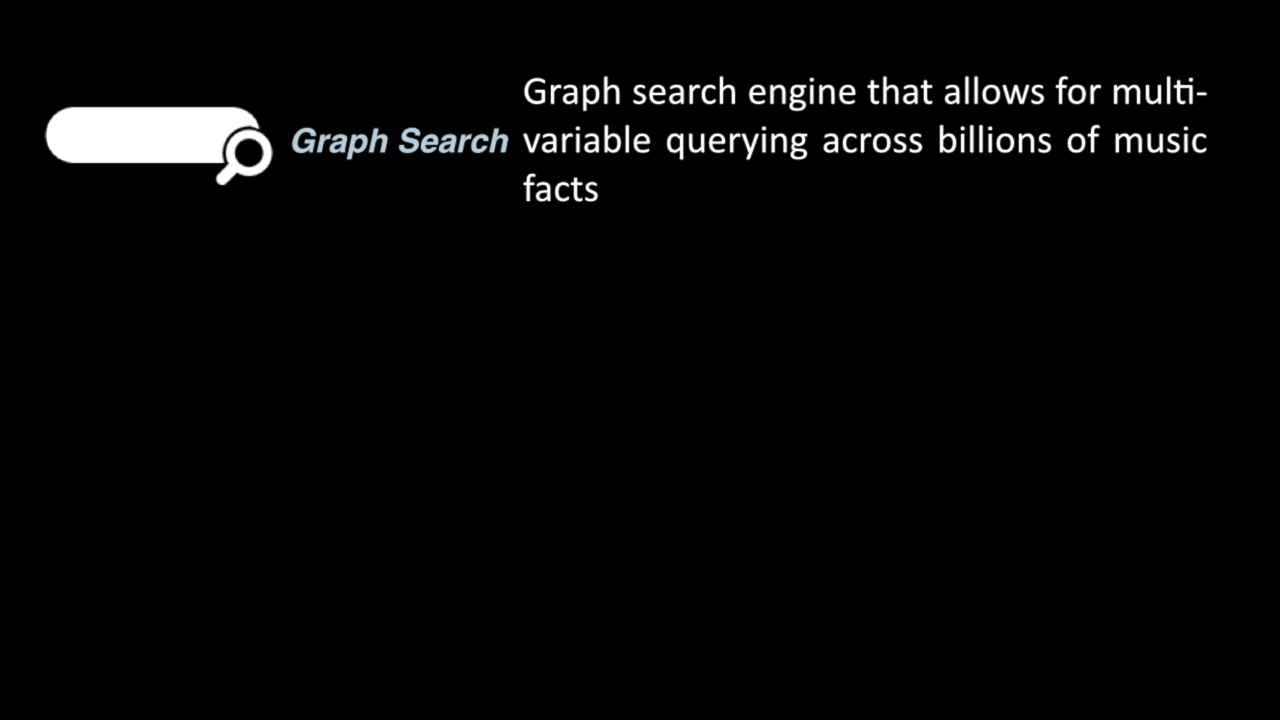 Graph Search
Graph search engine that allows for multi-
variable querying across billions of music
facts